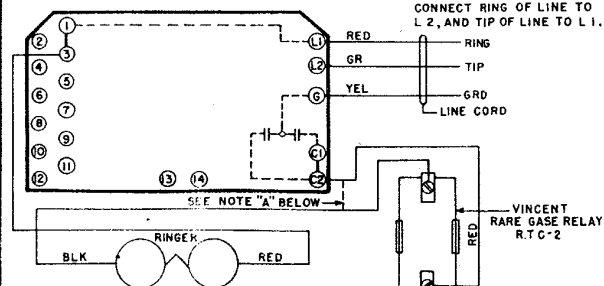 CONNECT RING OF LINE TO
L 2, AND TIP OF LINE TO L 1.
1
2
3
4
5
6
7
8
9
10
11
12
13
14
L1
RED
RING
L2
GR
TIP
G
YEL
GRD
LINE CORD
C1
C2
SEE NOTE "A" BELOW
VINCENT
RARE GASE RELAY
R.T C-2
RED
RINGER
BLK
RED